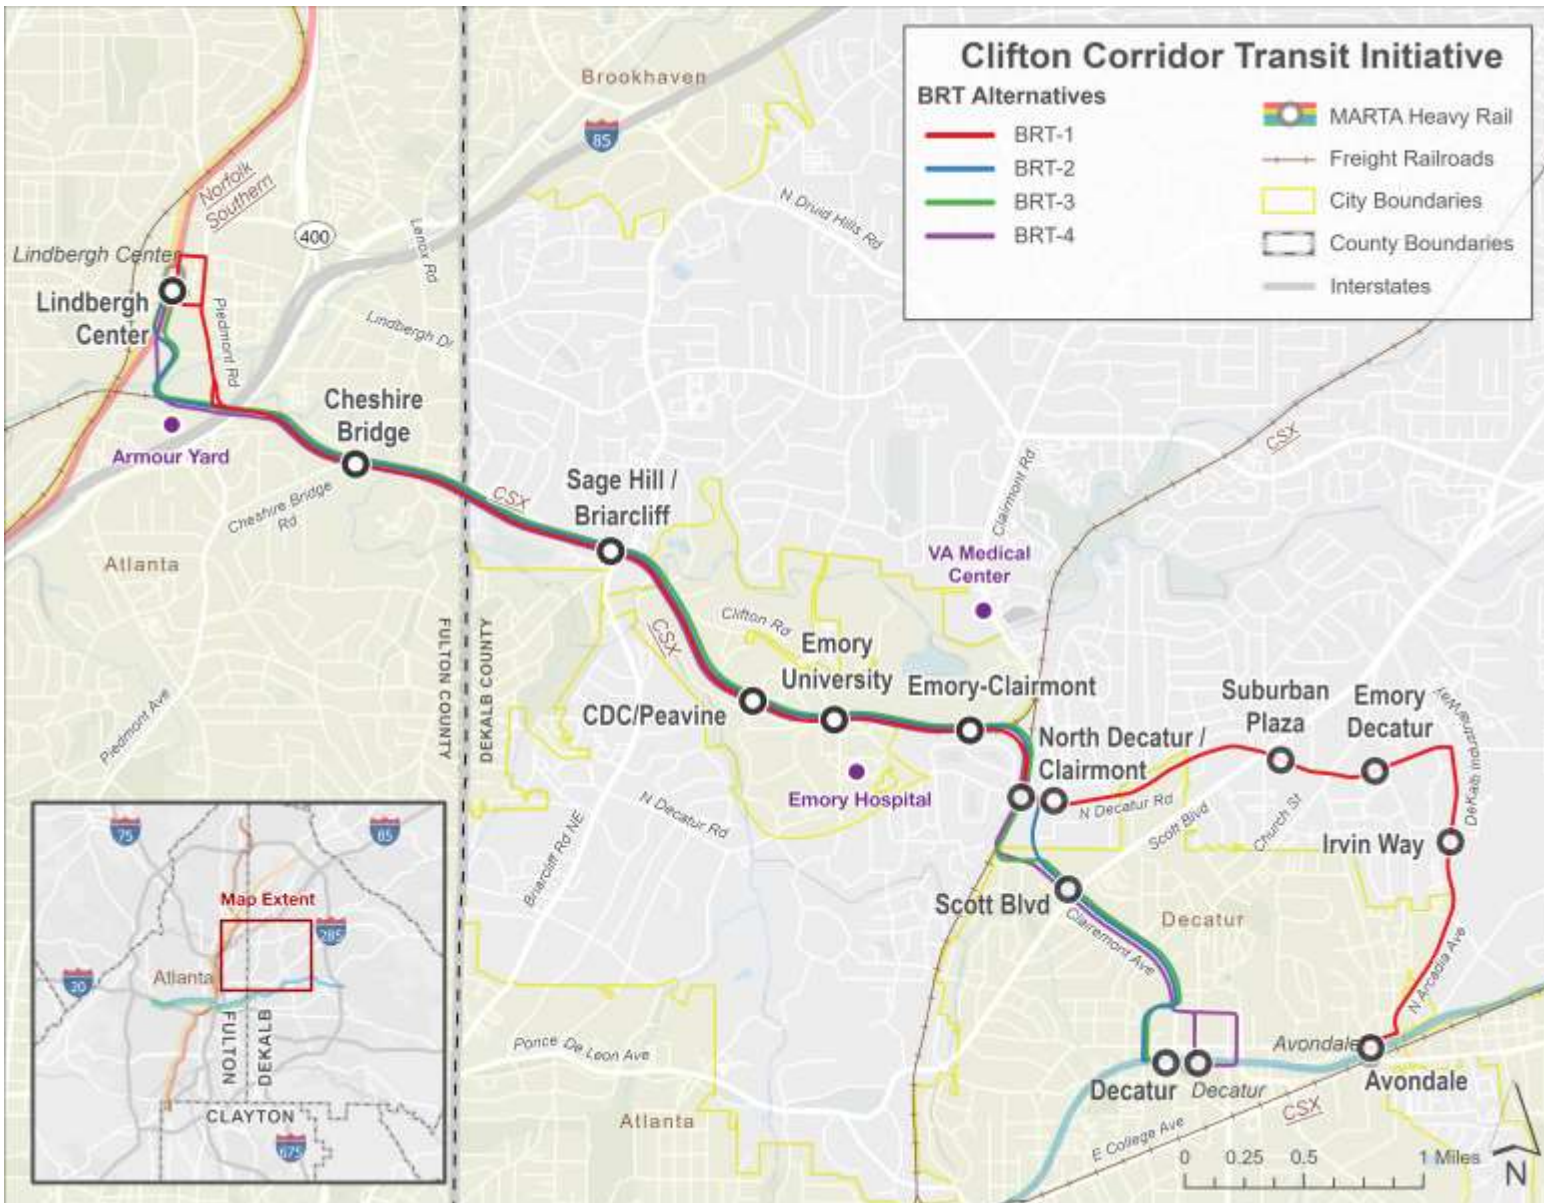 Clifton Corridor Transit Initiative
BRT Alternatives
BRT-1
BRT-2
BRT-3
BRT-4
MARTA Heavy Rail
Freight Railroads
City Boundaries
County Boundaries
Interstates
Brookhaven
85
Norfolk
Southern
400
Lenox Rd
N Druid Hills Rd
Lindbergh Center
Lindbergh
Center
Piedmont Rd
Lindbergh Dr
Cheshire
Bridge
Armour Yard
Cheshire Bridge
Rd
CSX
Sage Hill /
Briarcliff
CSX
Clairmont Rd
Atlanta
VA Medical
Center
FULTON COUNTY
DEKALB COUNTY
CSX
Clifton Rd
Emory
University
Emory-Clairmont
CDC/Peavine
Piedmont Ave
Suburban
Plaza
Emory
Decatur
DeKalb Industrial Way
North Decatur /
Clairmont
Emory Hospital
N Decatur Rd
N Decatur Rd
Scott Blvd
Church St
Irvin Way
Briarcliff Rd NE
Scott Blvd
Clairemont Ave
Decatur
N Arcadia Ave
Ponce De Leon Ave
Avondale
Avondale
Decatur
Decatur
Atlanta
E College Ave
CSX
0 0.25 0.5 1 Miles
N
75
85
Map Extent
285
Atlanta
20
FULTON
DEKALB
CLAYTON
675